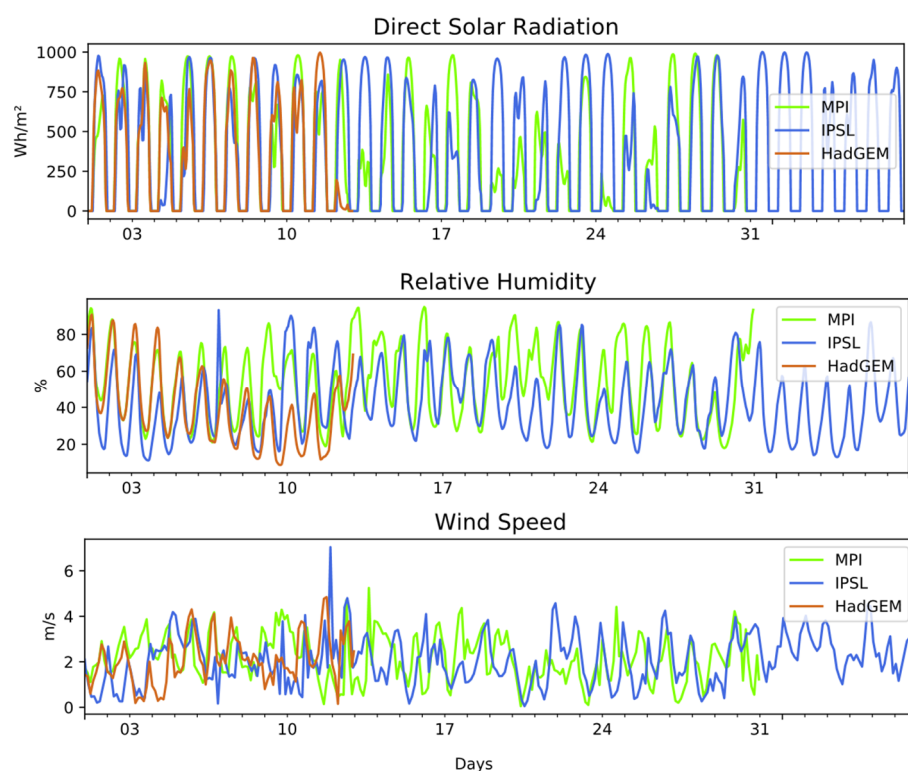 Direct Solar Radiation
1000
750
500
250
0
Wh/m²
MPI
IPSL
HadGEM
03 10 17 24 31
Relative Humidity
80
60
40
20
%
MPI
IPSL
HadGEM
03 10 17 24 31
Wind Speed
6
4
2
0
m/s
MPI
IPSL
HadGEM
03 10 17 24 31
Days